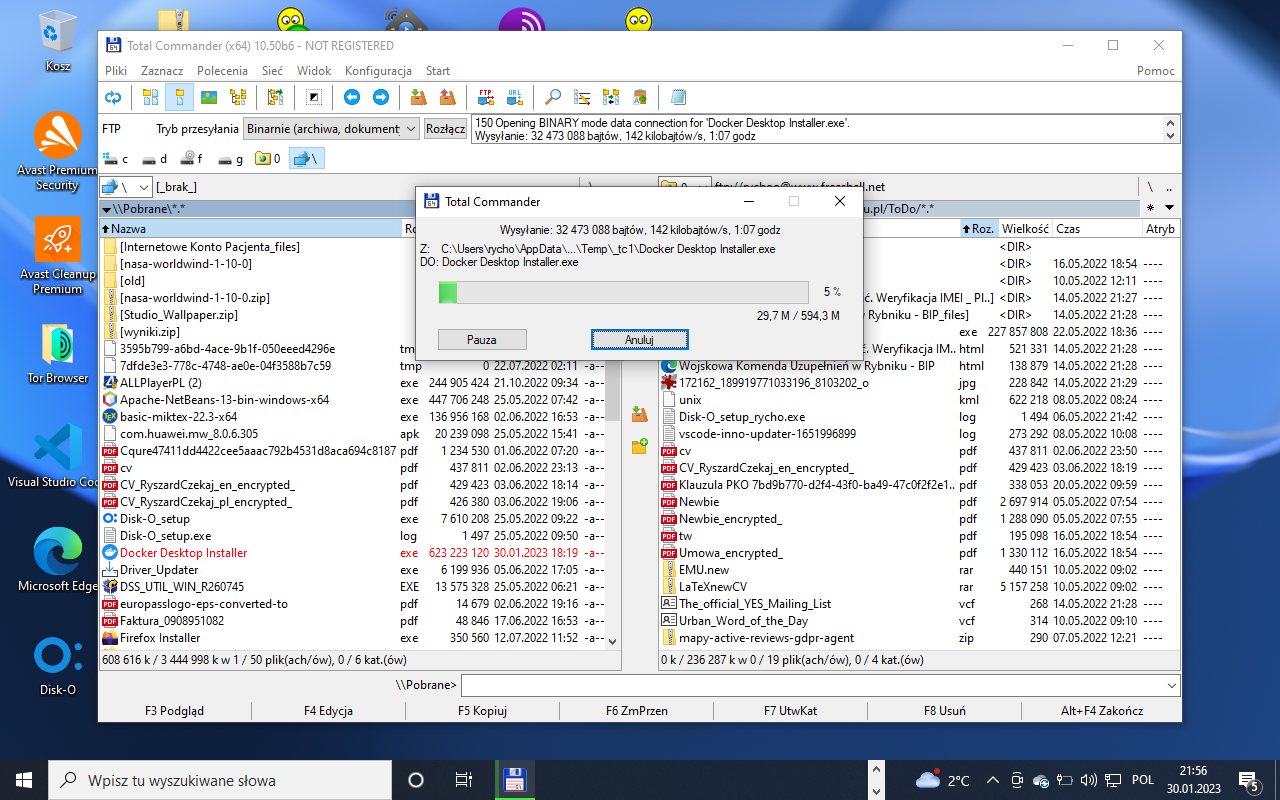 Kosz
Avast Premium
Security
Avast Cleanup
Premium
Tor Browser
Visual Studio Coc
Microsoft Edge
Disk-O
Total Commander (x64) 10.50b6 - NOT REGISTERED
Pliki Zaznacz Polecenia Sieć Widok Konfiguracja Start Pomoc
FTP URL
FTP Tryb przesyłania Binarnie (archiwa, dokument Rozłącz
150 Opening BINARY mode data connection for 'Docker Desktop Installer.exe'.
Wysyłanie: 32 473 088 bajtów, 142 kilobajtów/s, 1:07 godz
c d f g 0 \
\ [_brak_] \ ..
\\Pobrane\*.* u.pl/ToDo/*.* *
Nazwa
[Internetowe Konto Pacjenta_files]
[nasa-worldwind-1-10-0]
[old]
[nasa-worldwind-1-10-0.zip]
[Studio_Wallpaper.zip]
[wyniki.zip]
3595b799-a6bd-4ace-9b1f-050eeed4296e
7dfde3e3-778c-4748-ae0e-04f3588b7c59 tmp 0 22.07.2022 02:11 -a--
ALLPlayerPL (2) exe 244 905 424 21.10.2022 09:34 -a--
Apache-NetBeans-13-bin-windows-x64 exe 447 706 248 25.05.2022 07:42 -a--
basic-miktex-22.3-x64 exe 136 956 168 02.06.2022 16:53 -a--
com.huawei.mw_8.0.6.305 apk 20 239 098 25.05.2022 15:41 -a--
Cqure47411dd4422cee5aaac792b4531d8aca694c8187 pdf 1 234 530 01.06.2022 07:20 -a--
cv pdf 437 811 02.06.2022 23:13 -a--
CV_RyszardCzekaj_en_encrypted_ pdf 429 423 03.06.2022 18:14 -a--
CV_RyszardCzekaj_pl_encrypted_ pdf 426 380 03.06.2022 19:06 -a--
Disk-O_setup exe 7 610 208 25.05.2022 09:22 -a--
Disk-O_setup.exe log 1 497 25.05.2022 09:50 -a--
Docker Desktop Installer exe 623 223 120 30.01.2023 18:19 -a--
Driver_Updater exe 6 199 936 05.06.2022 17:05 -a--
DSS_UTIL_WIN_R260745 EXE 13 575 328 25.05.2022 06:21 -a--
europasslogo-eps-converted-to pdf 14 679 02.06.2022 19:16 -a--
Faktura_0908951082 pdf 48 846 17.06.2022 16:53 -a--
Firefox Installer exe 350 560 12.07.2022 11:52 -a--
608 616 k / 3 444 998 k w 1 / 50 plik(ach/ów), 0 / 6 kat.(ów)
Total Commander
Wysyłanie: 32 473 088 bajtów, 142 kilobajtów/s, 1:07 godz
Z: C:\Users\rycho\AppData\...\Temp\_tc1\Docker Desktop Installer.exe
DO: Docker Desktop Installer.exe
5 %
29,7 M / 594,3 M
Pauza Anuluj
Roz. Wielkość Czas Atryb
<DIR>
<DIR> 16.05.2022 18:54 ----
<DIR> 10.05.2022 12:11 ----
ć. Weryfikacja IMEI _ Pl..] <DIR> 14.05.2022 21:27 ----
Rybniku - BIP_files] <DIR> 14.05.2022 21:28 ----
exe 227 857 808 22.05.2022 18:36 ----
ć. Weryfikacja IM.. html 521 331 14.05.2022 21:28 ----
Wojskowa Komenda Uzupełnień w Rybniku - BIP html 138 879 14.05.2022 21:28 ----
172162_189919771033196_8103202_o jpg 228 842 14.05.2022 21:29 ----
unix kml 622 218 08.05.2022 08:24 ----
Disk-O_setup_rycho.exe log 1 494 06.05.2022 21:42 ----
vscode-inno-updater-1651996899 log 273 292 08.05.2022 10:08 ----
cv pdf 437 811 02.06.2022 23:50 ----
CV_RyszardCzekaj_en_encrypted_ pdf 429 423 03.06.2022 18:19 ----
Klauzula PKO 7bd9b770-d2f4-43f0-ba49-47c0f2f2e1.. pdf 338 053 20.05.2022 09:59 ----
Newbie pdf 2 697 914 05.05.2022 07:54 ----
Newbie_encrypted_ pdf 1 288 090 05.05.2022 07:55 ----
tw pdf 195 098 16.05.2022 18:54 ----
Umowa_encrypted_ pdf 1 330 112 16.05.2022 18:54 ----
EMU.new rar 440 151 10.05.2022 09:02 ----
LaTeXnewCV rar 5 157 258 10.05.2022 09:02 ----
The_official_YES_Mailing_List vcf 268 14.05.2022 21:28 ----
Urban_Word_of_the_Day vcf 314 10.05.2022 09:10 ----
mapy-active-reviews-gdpr-agent zip 290 07.05.2022 12:21 ----
0 k / 236 287 k w 0 / 19 plik(ach/ów), 0 / 4 kat.(ów)
\\Pobrane>
F3 Podgląd F4 Edycja F5 Kopiuj F6 ZmPrzen F7 UtwKat F8 Usuń Alt+F4 Zakończ
Wpisz tu wyszukiwane słowa
2°C POL 21:56
30.01.2023
5